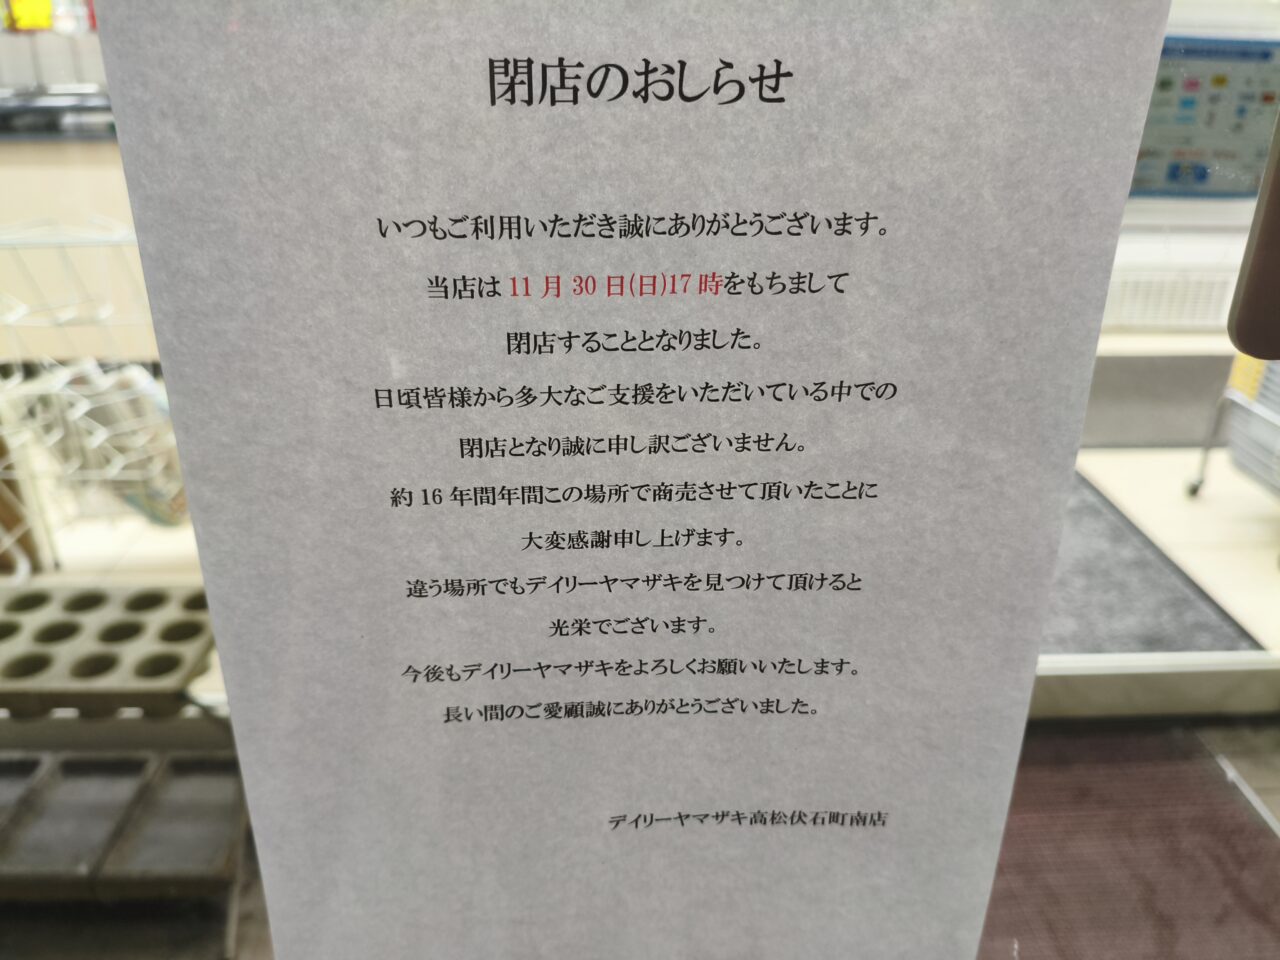 閉店のおしらせ
いつもご利用いただき誠にありがとうございます。
当店は 11 月 30 日(日)17 時をもちまして
閉店することとなりました。
日頃皆様から多大なご支援をいただいている中での
閉店となり誠に申し訳ございません。
約 16 年間年間この場所で商売させて頂いたことに
大変感謝申し上げます。
違う場所でもデイリーヤマザキを見つけて頂けると
光栄でございます。
今後もデイリーヤマザキをよろしくお願いいたします。
長い間のご愛顧誠にありがとうございました。
デイリーヤマザキ高松伏石町南店